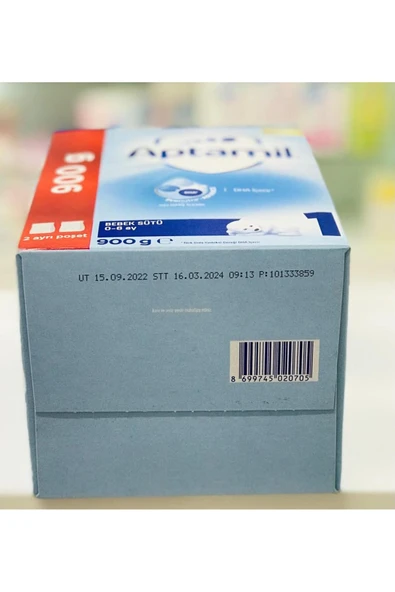 900 g
2 ayrı poşet
Aptamil
BEBEK SÜTÜ
0-6 ay
900 g e
1
UT 15.09.2022 STT 16.03.2024 09:13 P:101333859
8 699745 020705